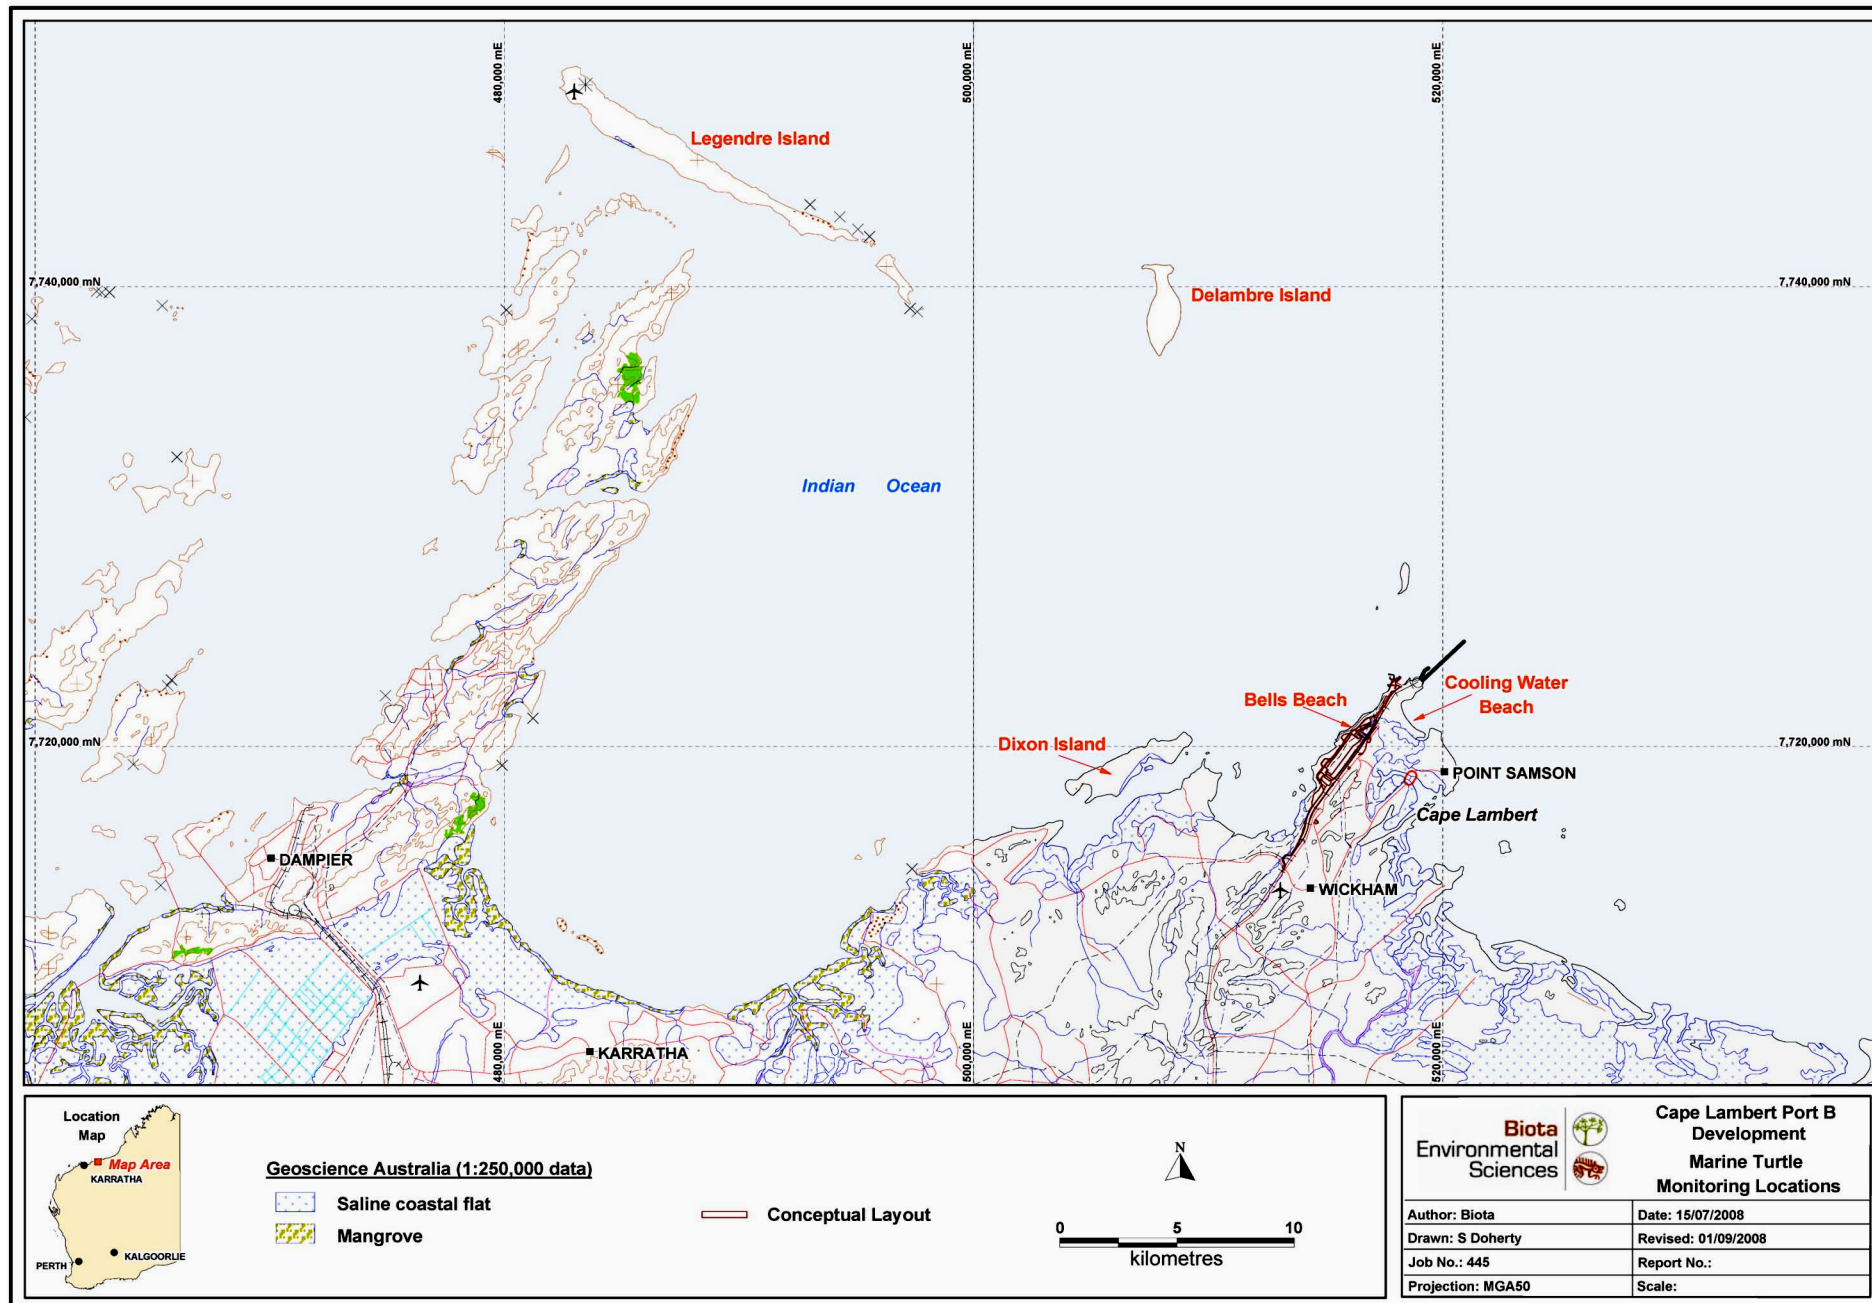 480,000 mE
500,000 mE
520,000 mE
Legendre Island
7,740,000 mN
7,740,000 mN
Delambre Island
Indian Ocean
Bells Beach
Cooling Water
Beach
Dixon Island
7,720,000 mN
7,720,000 mN
POINT SAMSON
Cape Lambert
DAMPIER
WICKHAM
KARRATHA
480,000 mE
500,000 mE
520,000 mE
Location
Map
Map Area
KARRATHA
KALGOORLIE
PERTH
Geoscience Australia (1:250,000 data)
Saline coastal flat
Mangrove
Conceptual Layout
N
0 5 10
kilometres
Biota
Environmental
Sciences
Cape Lambert Port B
Development
Marine Turtle
Monitoring Locations
Author: Biota
Date: 15/07/2008
Drawn: S Doherty
Revised: 01/09/2008
Job No.: 445
Report No.:
Projection: MGA50
Scale: